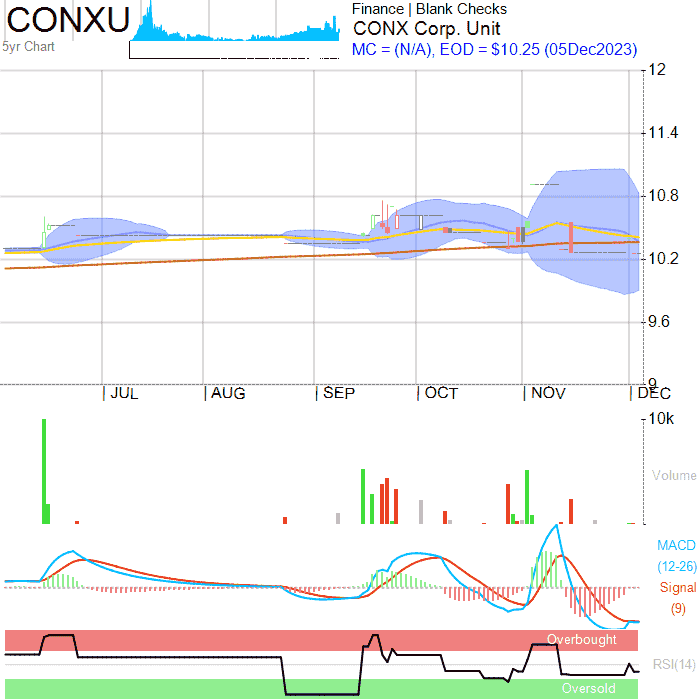 CONXU
5yr Chart
Finance | Blank Checks
CONX Corp. Unit
MC = (N/A), EOD = $10.25 (05Dec2023)
12
11.4
10.8
10.2
9.6
9
JUL AUG SEP OCT NOV DEC
10k
Volume
MACD
(12-26)
Signal
(9)
Overbought
RSI(14)
Oversold